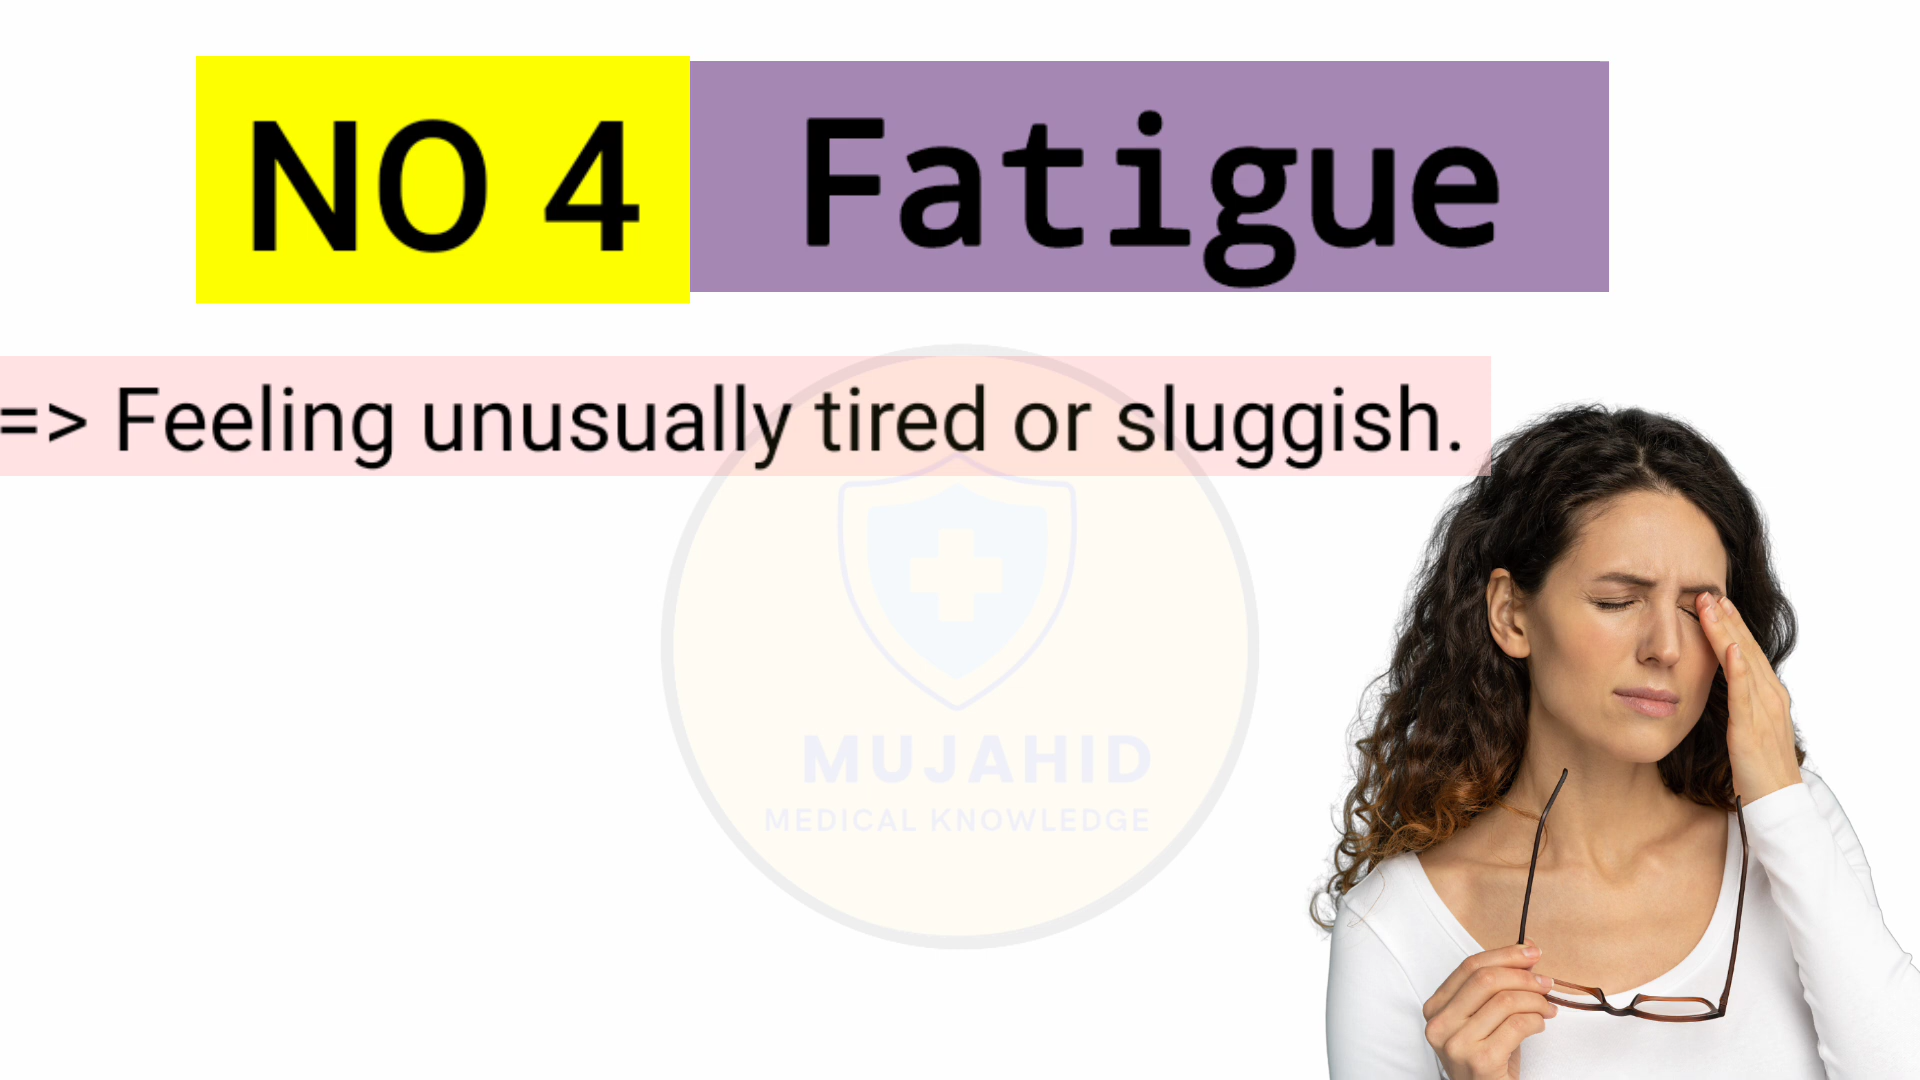 NO 4 Fatigue
=> Feeling unusually tired or sluggish.
MUJAHID
MEDICAL KNOWLEDGE